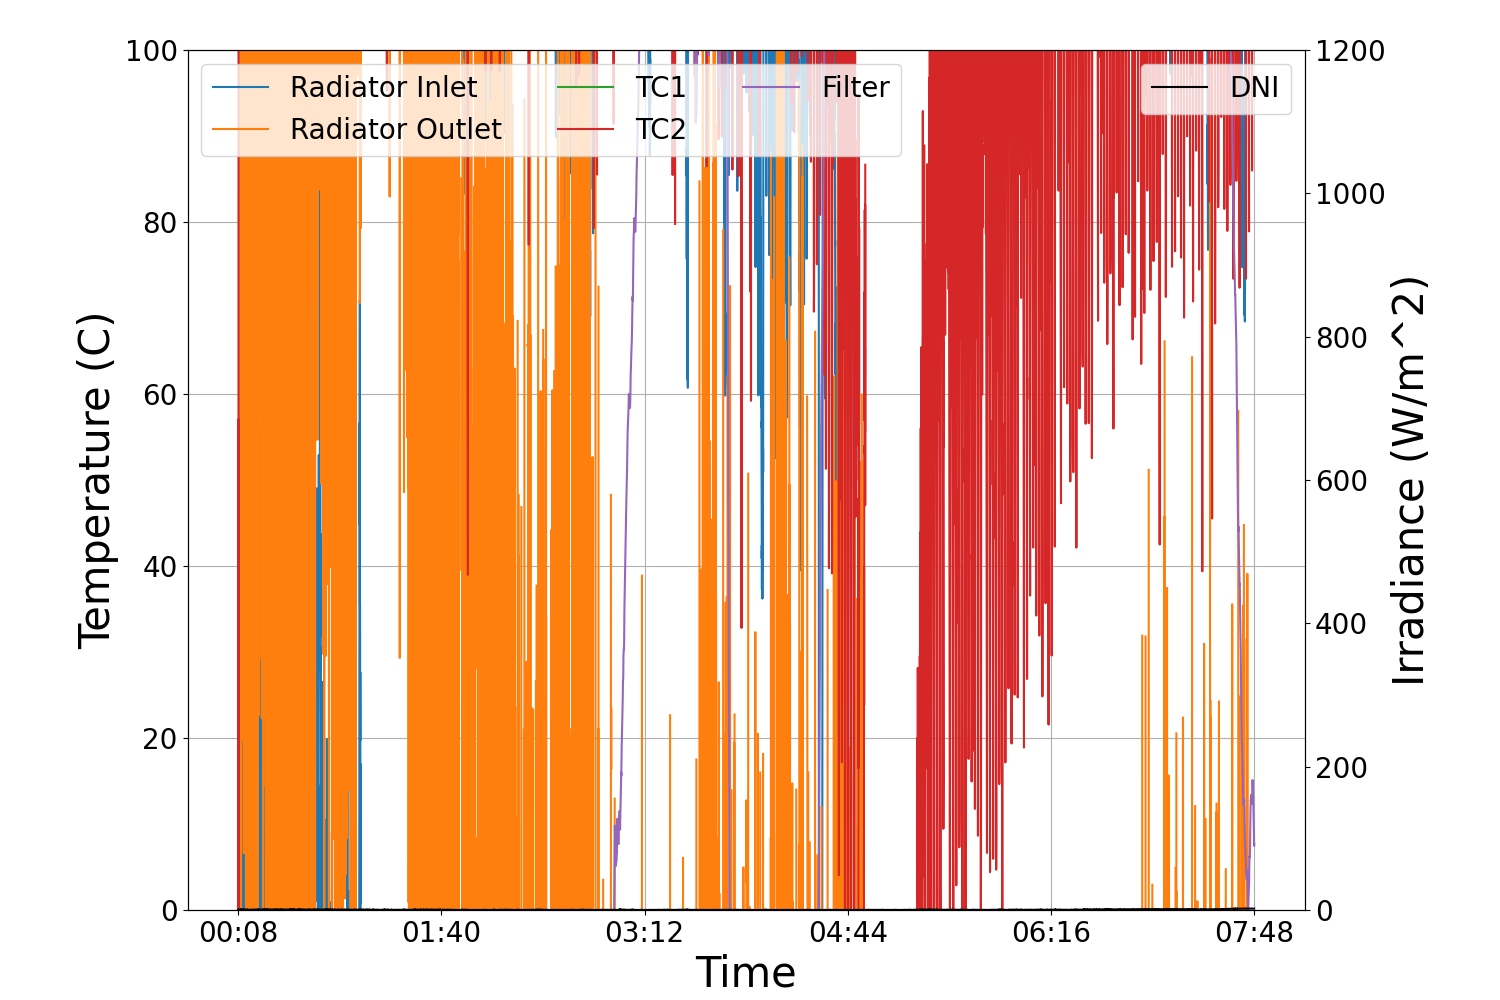 100
80
60
40
20
0
Temperature (C)
Radiator Inlet
Radiator Outlet
TC1
TC2
Filter
DNI
1200
1000
800
600
400
200
0
Irradiance (W/m^2)
00:08
01:40
03:12
04:44
06:16
07:48
Time